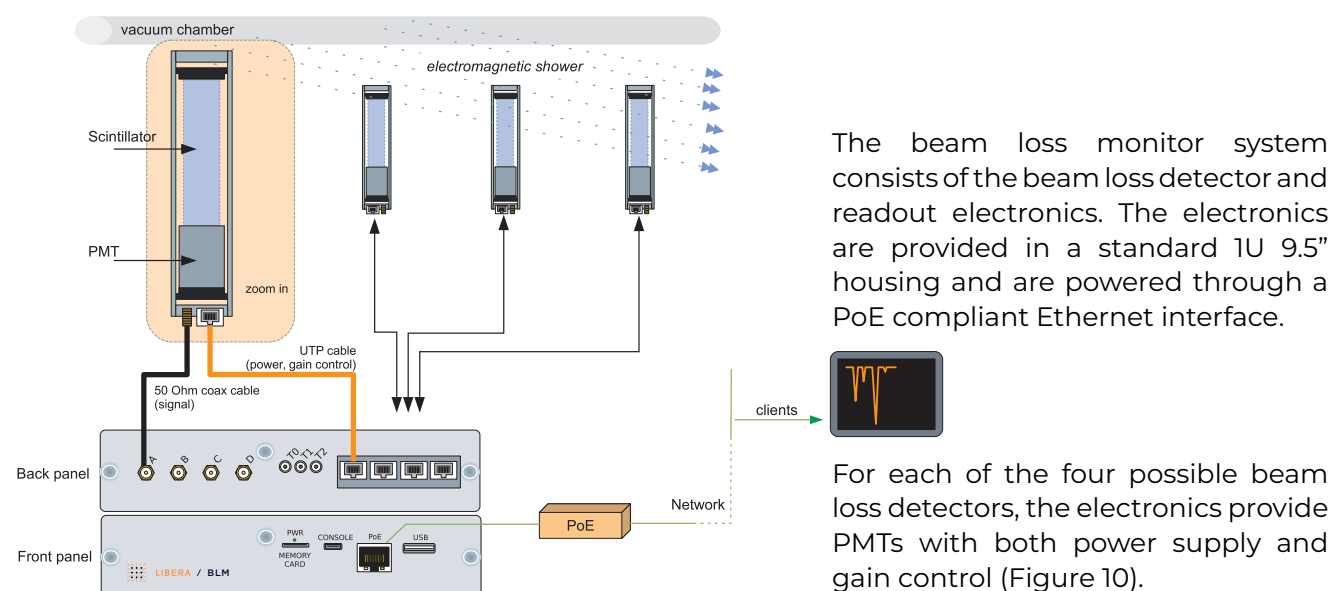 vacuum chamber
electromagnetic shower
Scintillator
PMT
zoom in
UTP cable
(power, gain control)
50 Ohm coax cable
(signal)
clients
Back panel
A
B
C
D
T0
T1
T2
Network
PoE
Front panel
PWR
MEMORY
CARD
CONSOLE
PoE
USB
LIBERA / BLM
The beam loss monitor system
consists of the beam loss detector and
readout electronics. The electronics
are provided in a standard 1U 9.5”
housing and are powered through a
PoE compliant Ethernet interface.
For each of the four possible beam
loss detectors, the electronics provide
PMTs with both power supply and
gain control (Figure 10).